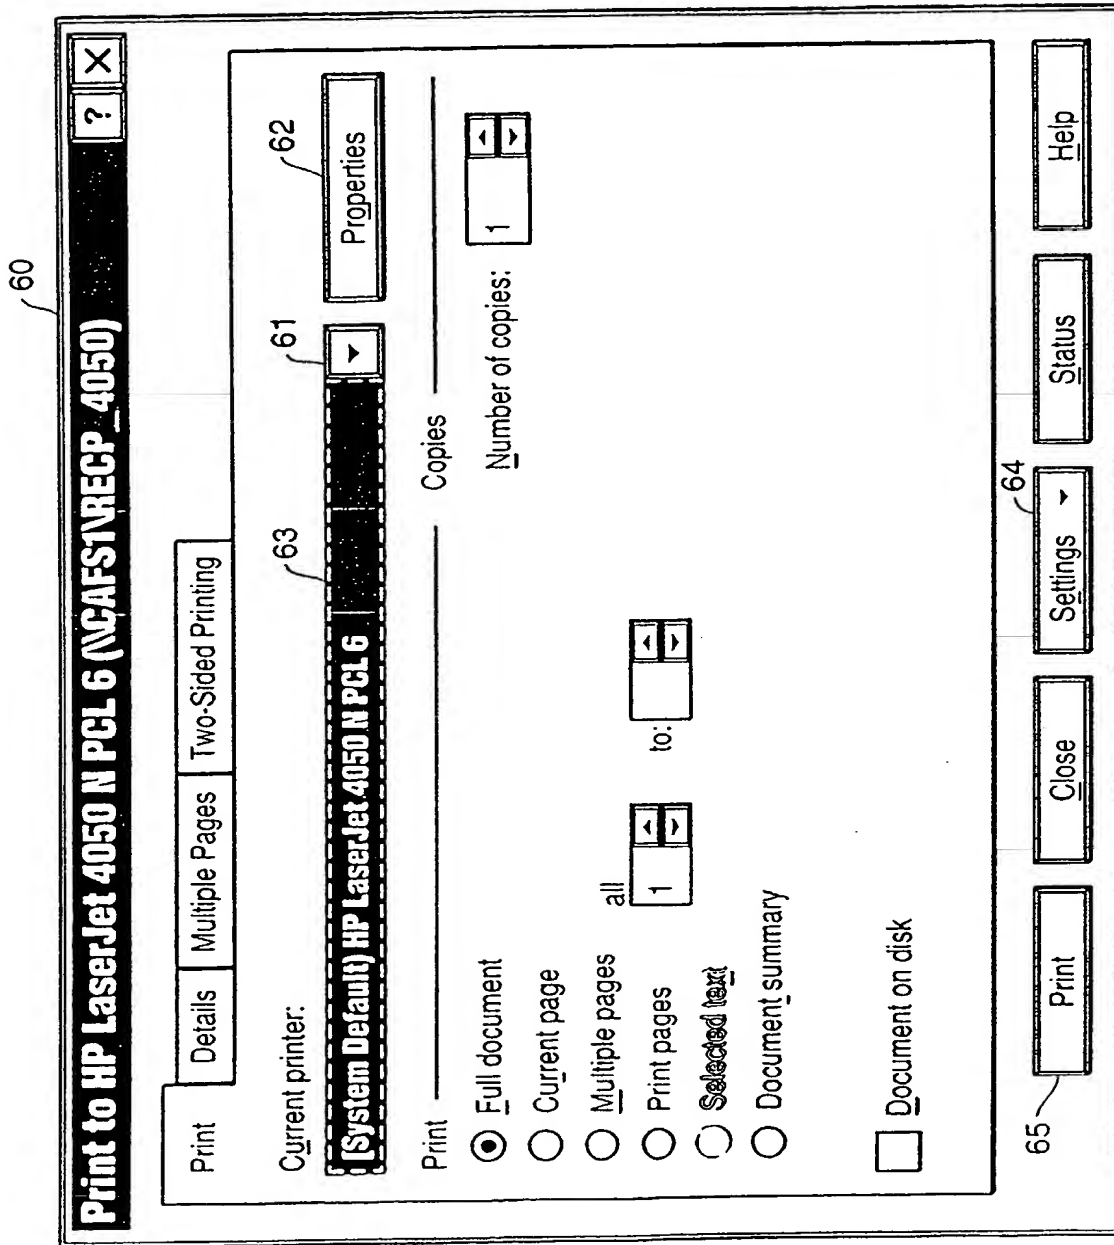 60
Print to HP LaserJet 4050 N PCL 6 (\\CAFS1\RECP_4050)
? X
Print Details Multiple Pages Two-Sided Printing
Current printer:
63 61 62
(System Default) HP LaserJet 4050 N PCL 6 Properties
Print Copies
Full document
Number of copies: 1
Current page
Multiple pages all
Print pages 1 to:
Selected text
Document summary
Document on disk
65 64
Print Close Settings Status Help